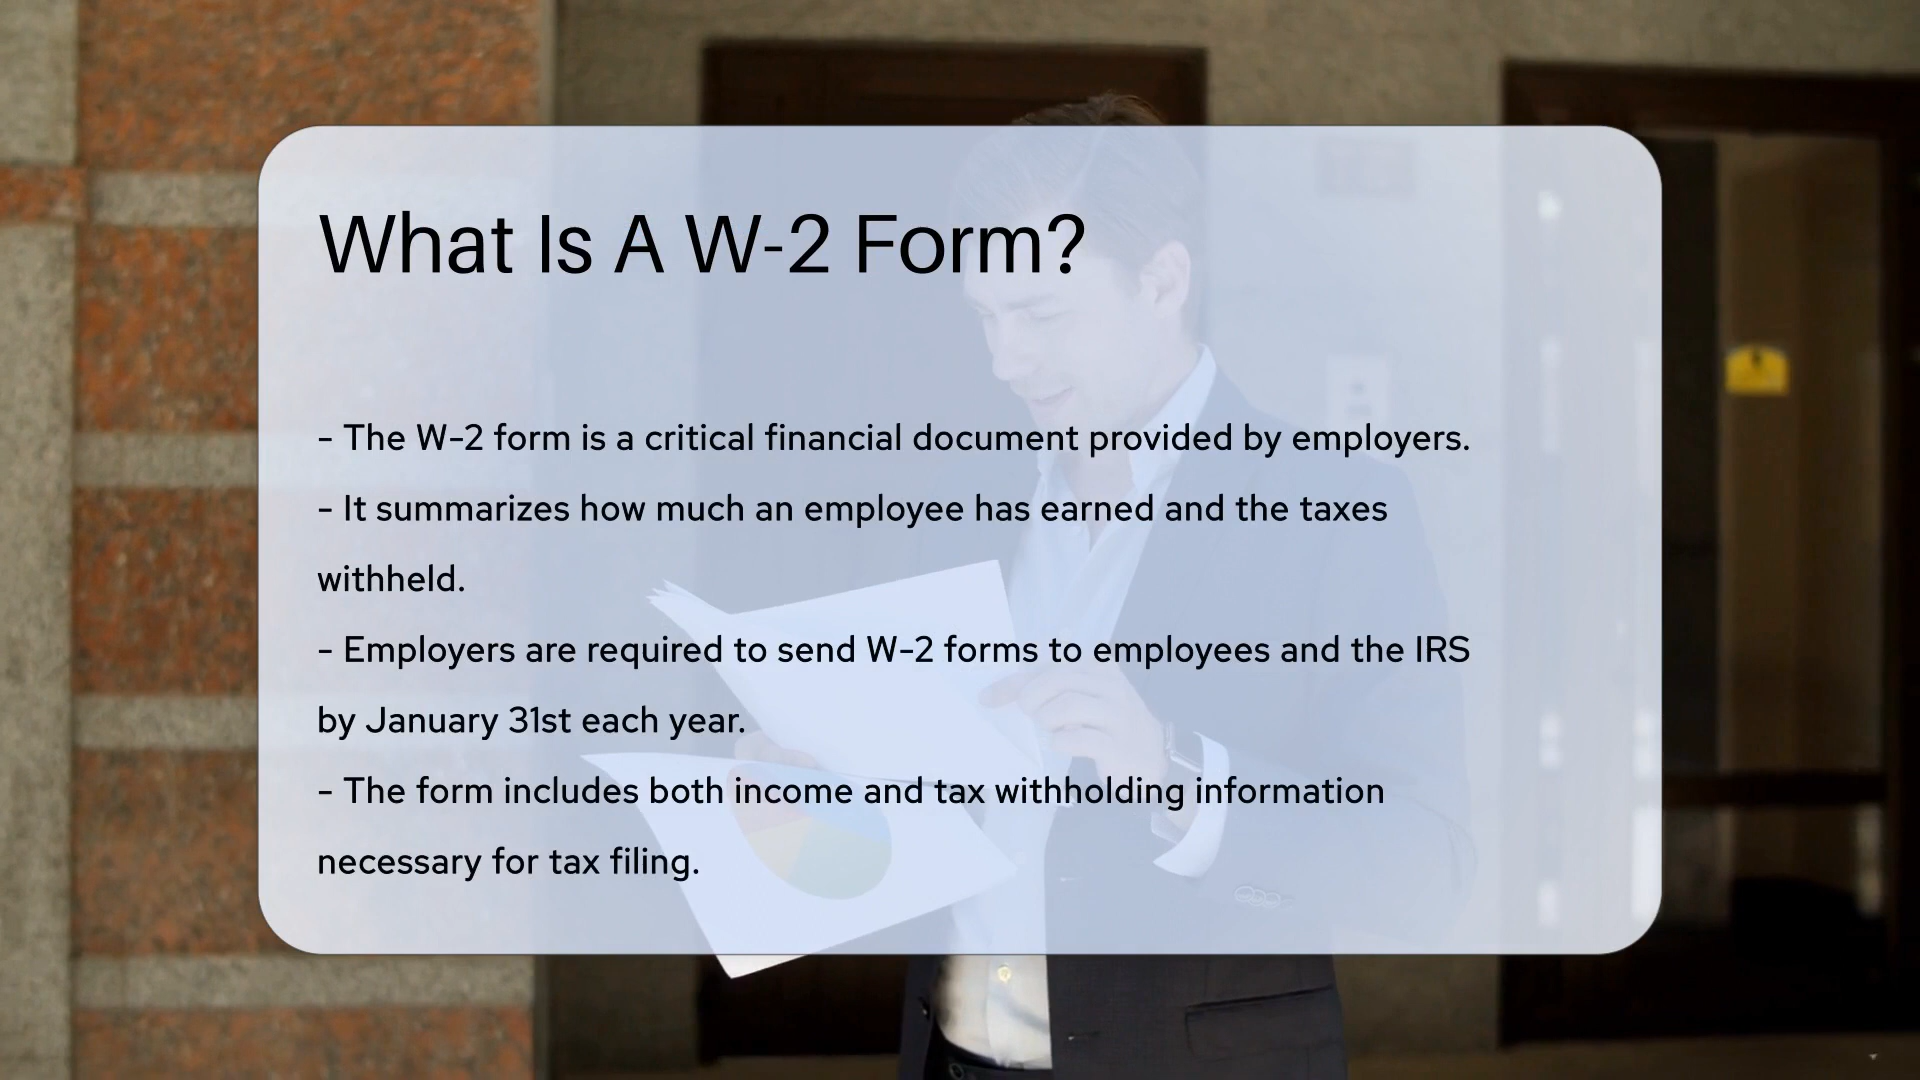 What Is A W-2 Form?
- The W-2 form is a critical financial document provided by employers.
- It summarizes how much an employee has earned and the taxes
withheld.
- Employers are required to send W-2 forms to employees and the IRS
by January 31st each year.
- The form includes both income and tax withholding information
necessary for tax filing.